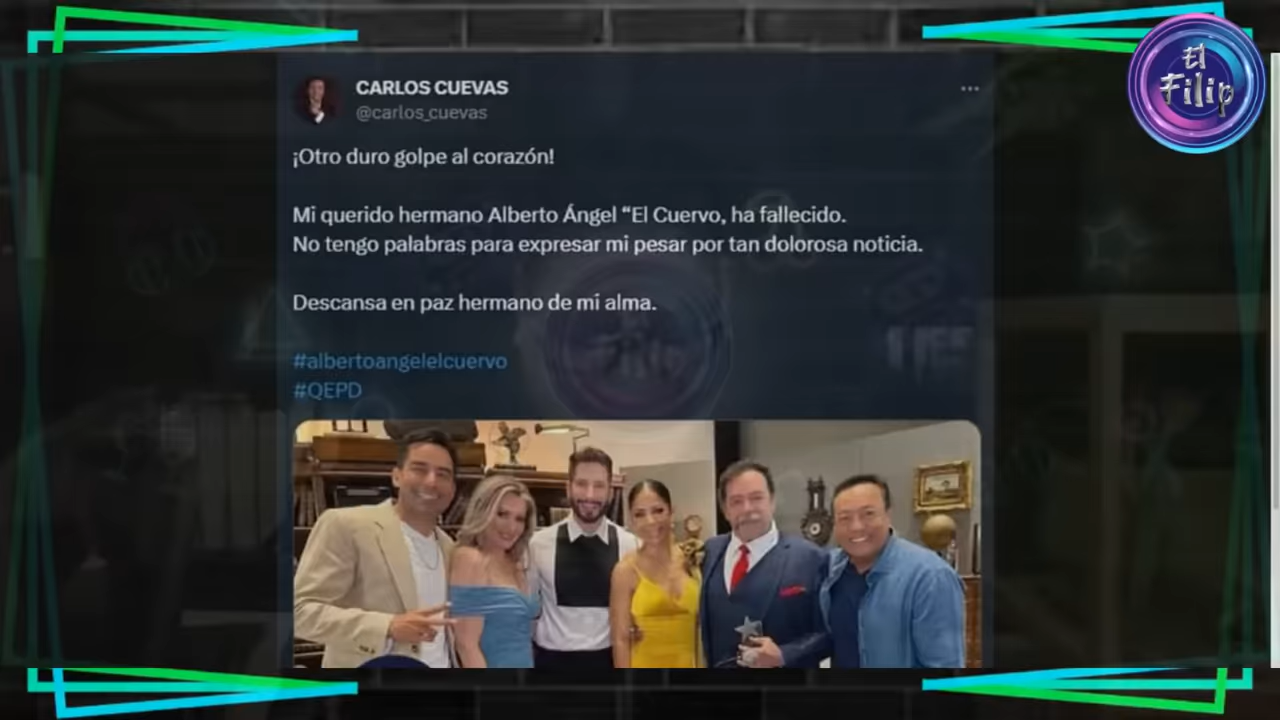 El
Filip
CARLOS CUEVAS
@carlos_cuevas
¡Otro duro golpe al corazón!
Mi querido hermano Alberto Ángel “El Cuervo, ha fallecido.
No tengo palabras para expresar mi pesar por tan dolorosa noticia.
Descansa en paz hermano de mi alma.
#albertoangelelcuervo
#QEPD